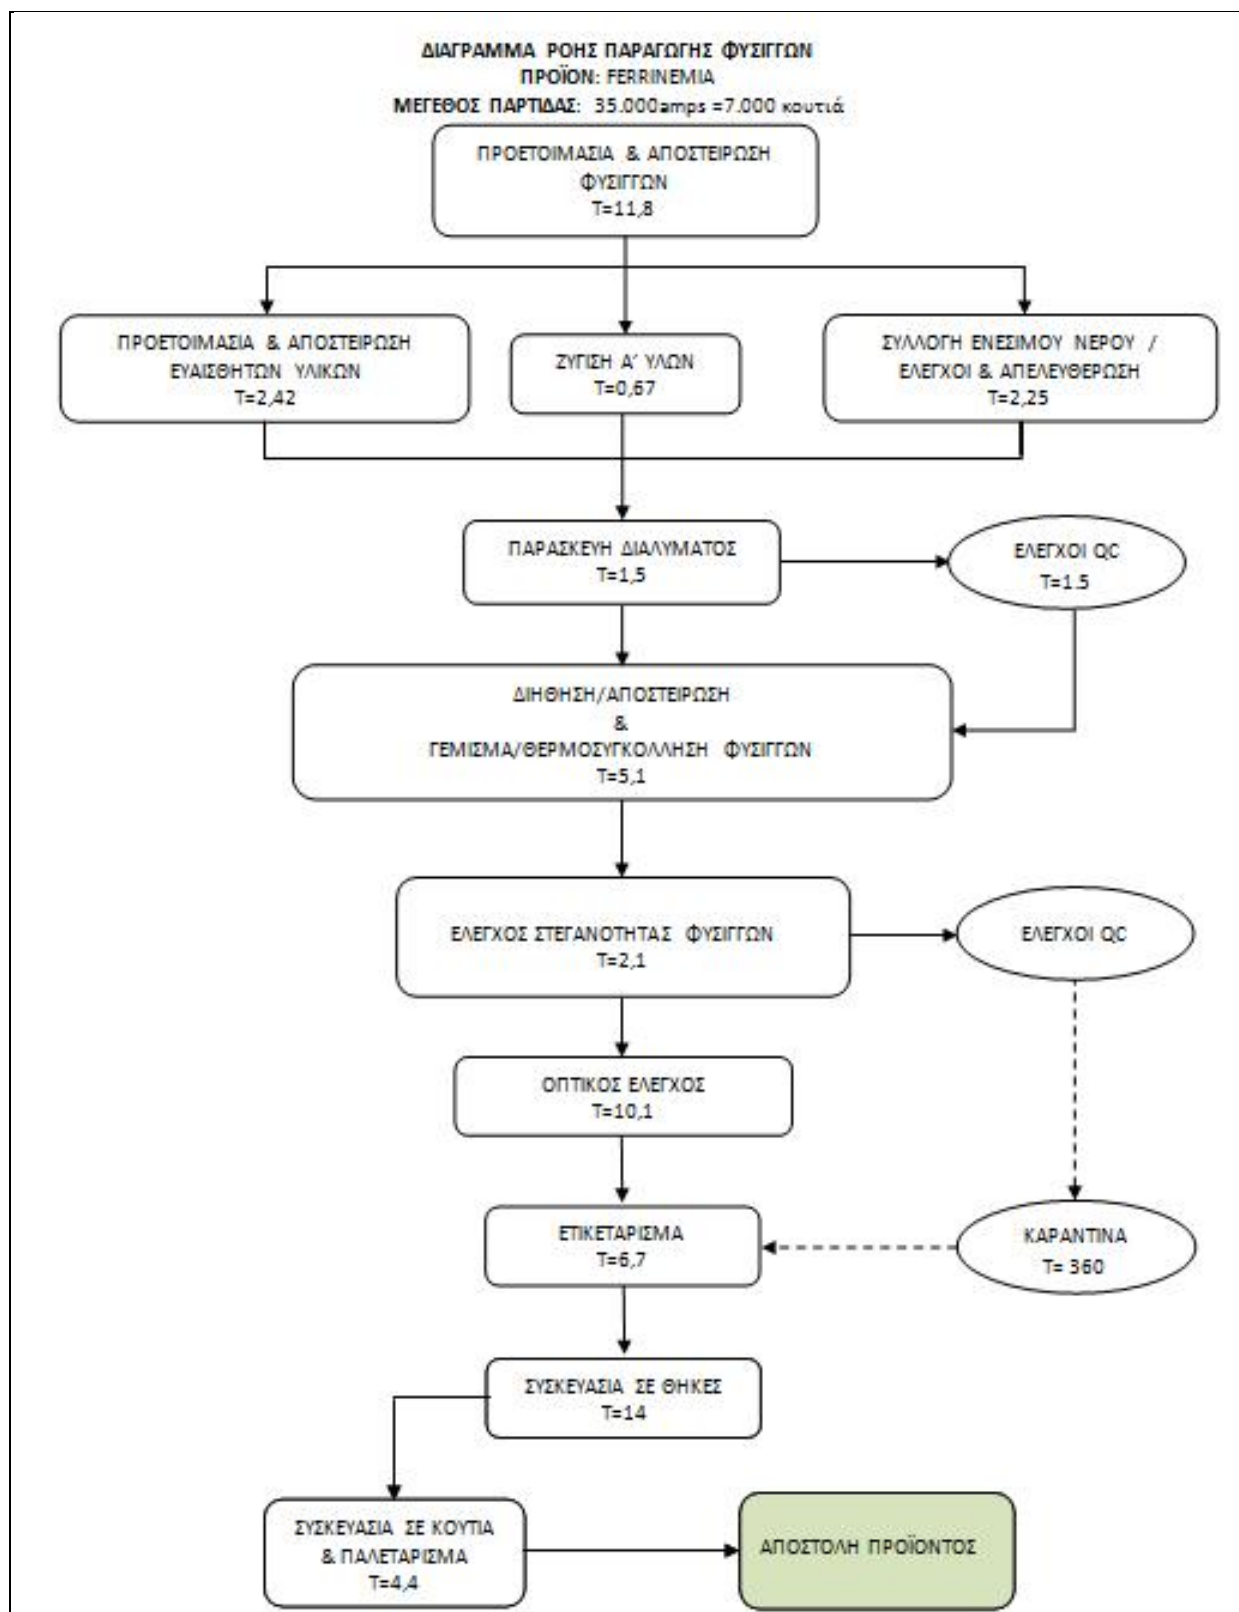 ΔΙΑΓΡΑΜΜΑ ΡΟΗΣ ΠΑΡΑΓΩΓΗΣ ΦΥΣΙΓΓΩΝ
ΠΡΟΪΟΝ: FERRINEMIA
ΜΕΓΕΘΟΣ ΠΑΡΤΙΔΑΣ: 35.000amps =7.000 κουτιά
ΠΡΟΕΤΟΙΜΑΣΙΑ & ΑΠΟΣΤΕΙΡΩΣΗ
ΦΥΣΙΓΓΩΝ
T=11,8
ΠΡΟΕΤΟΙΜΑΣΙΑ & ΑΠΟΣΤΕΙΡΩΣΗ
ΕΥΑΙΣΘΗΤΩΝ ΥΛΙΚΩΝ
T=2,42
ΖΥΓΙΣΗ Α' ΥΛΩΝ
T=0,67
ΣΥΛΛΟΓΗ ΕΝΕΣΙΜΟΥ ΝΕΡΟΥ /
ΕΛΕΓΧΟΙ & ΑΠΕΛΕΥΘΕΡΩΣΗ
T=2,25
ΠΑΡΑΣΚΕΥΗ ΔΙΑΛΥΜΑΤΟΣ
T=1,5
ΕΛΕΓΧΟΙ QC
T=1.5
ΔΙΗΘΗΣΗ/ΑΠΟΣΤΕΙΡΩΣΗ
&
ΓΕΜΙΣΜΑ/ΘΕΡΜΟΣΥΓΚΟΛΛΗΣΗ ΦΥΣΙΓΓΩΝ
T=5,1
ΕΛΕΓΧΟΣ ΣΤΕΓΑΝΟΤΗΤΑΣ ΦΥΣΙΓΓΩΝ
T=2,1
ΕΛΕΓΧΟΙ QC
ΟΠΤΙΚΟΣ ΕΛΕΓΧΟΣ
T=10,1
ΕΤΙΚΕΤΑΡΙΣΜΑ
T=6,7
ΚΑΡΑΝΤΙΝΑ
T= 360
ΣΥΣΚΕΥΑΣΙΑ ΣΕ ΘΗΚΕΣ
T=14
ΣΥΣΚΕΥΑΣΙΑ ΣΕ ΚΟΥΤΙΑ
& ΠΑΛΕΤΑΡΙΣΜΑ
T=4,4
ΑΠΟΣΤΟΛΗ ΠΡΟΪΟΝΤΟΣ